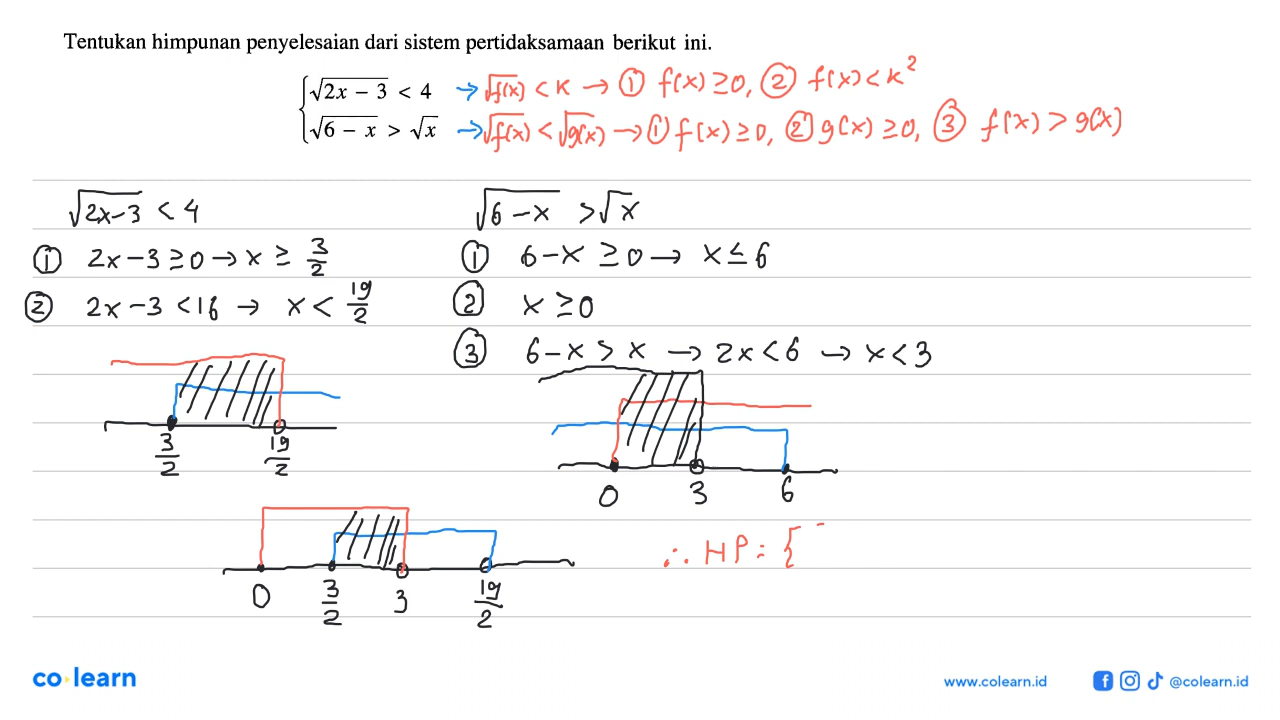 Tentukan himpunan penyelesaian dari sistem pertidaksamaan berikut ini.
{ √(2x - 3) < 4 → √f(x) < k → ① f(x) ≥ 0, ② f(x) < k²
√(6 - x) > √x → √f(x) < √g(x) → ① f(x) ≥ 0, ② g(x) ≥ 0, ③ f(x) > g(x)
√(2x-3) < 4
① 2x-3 ≥ 0 → x ≥ 3/2
② 2x-3 < 16 → x < 19/2
3/2 19/2
√(6-x) > √x
① 6-x ≥ 0 → x ≤ 6
② x ≥ 0
③ 6-x > x → 2x < 6 → x < 3
0 3 6
0 3/2 3 19/2
∴ HP = {
co learn
www.colearn.id @colearn.id